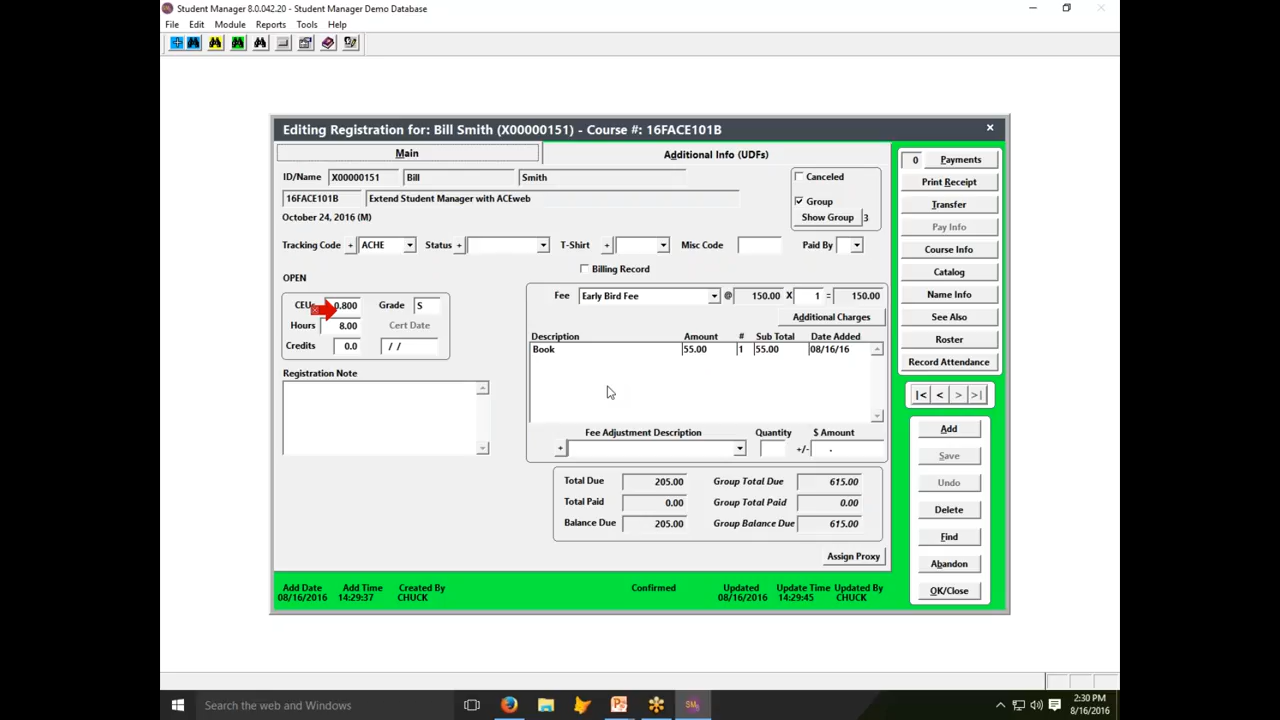 Student Manager 8.0.042.20 - Student Manager Demo Database
File Edit Module Reports Tools Help
Editing Registration for: Bill Smith (X00000151) - Course #: 16FACE101B
Main
Additional Info (UDFs)
ID/Name X00000151 Bill Smith
16FACE101B Extend Student Manager with ACEweb
October 24, 2016 (M)
Canceled
Group
Show Group 3
Tracking Code + ACHE Status + T-Shirt + Misc Code Paid By
Billing Record
OPEN
CEUs 0.800 Grade S
Hours 8.00 Cert Date
Credits 0.0 / /
Registration Note
Fee Early Bird Fee @ 150.00 X 1 = 150.00
Additional Charges
Description Amount # Sub Total Date Added
Book 55.00 1 55.00 08/16/16
Fee Adjustment Description Quantity $ Amount
+ +/- .
Total Due 205.00 Group Total Due 615.00
Total Paid 0.00 Group Total Paid 0.00
Balance Due 205.00 Group Balance Due 615.00
Assign Proxy
Add Date Add Time Created By Confirmed Updated Update Time Updated By
08/16/2016 14:29:37 CHUCK 08/16/2016 14:29:45 CHUCK
0 Payments
Print Receipt
Transfer
Pay Info
Course Info
Catalog
Name Info
See Also
Roster
Record Attendance
|< < > >|
Add
Save
Undo
Delete
Find
Abandon
OK/Close
Search the web and Windows
2:30 PM
8/16/2016